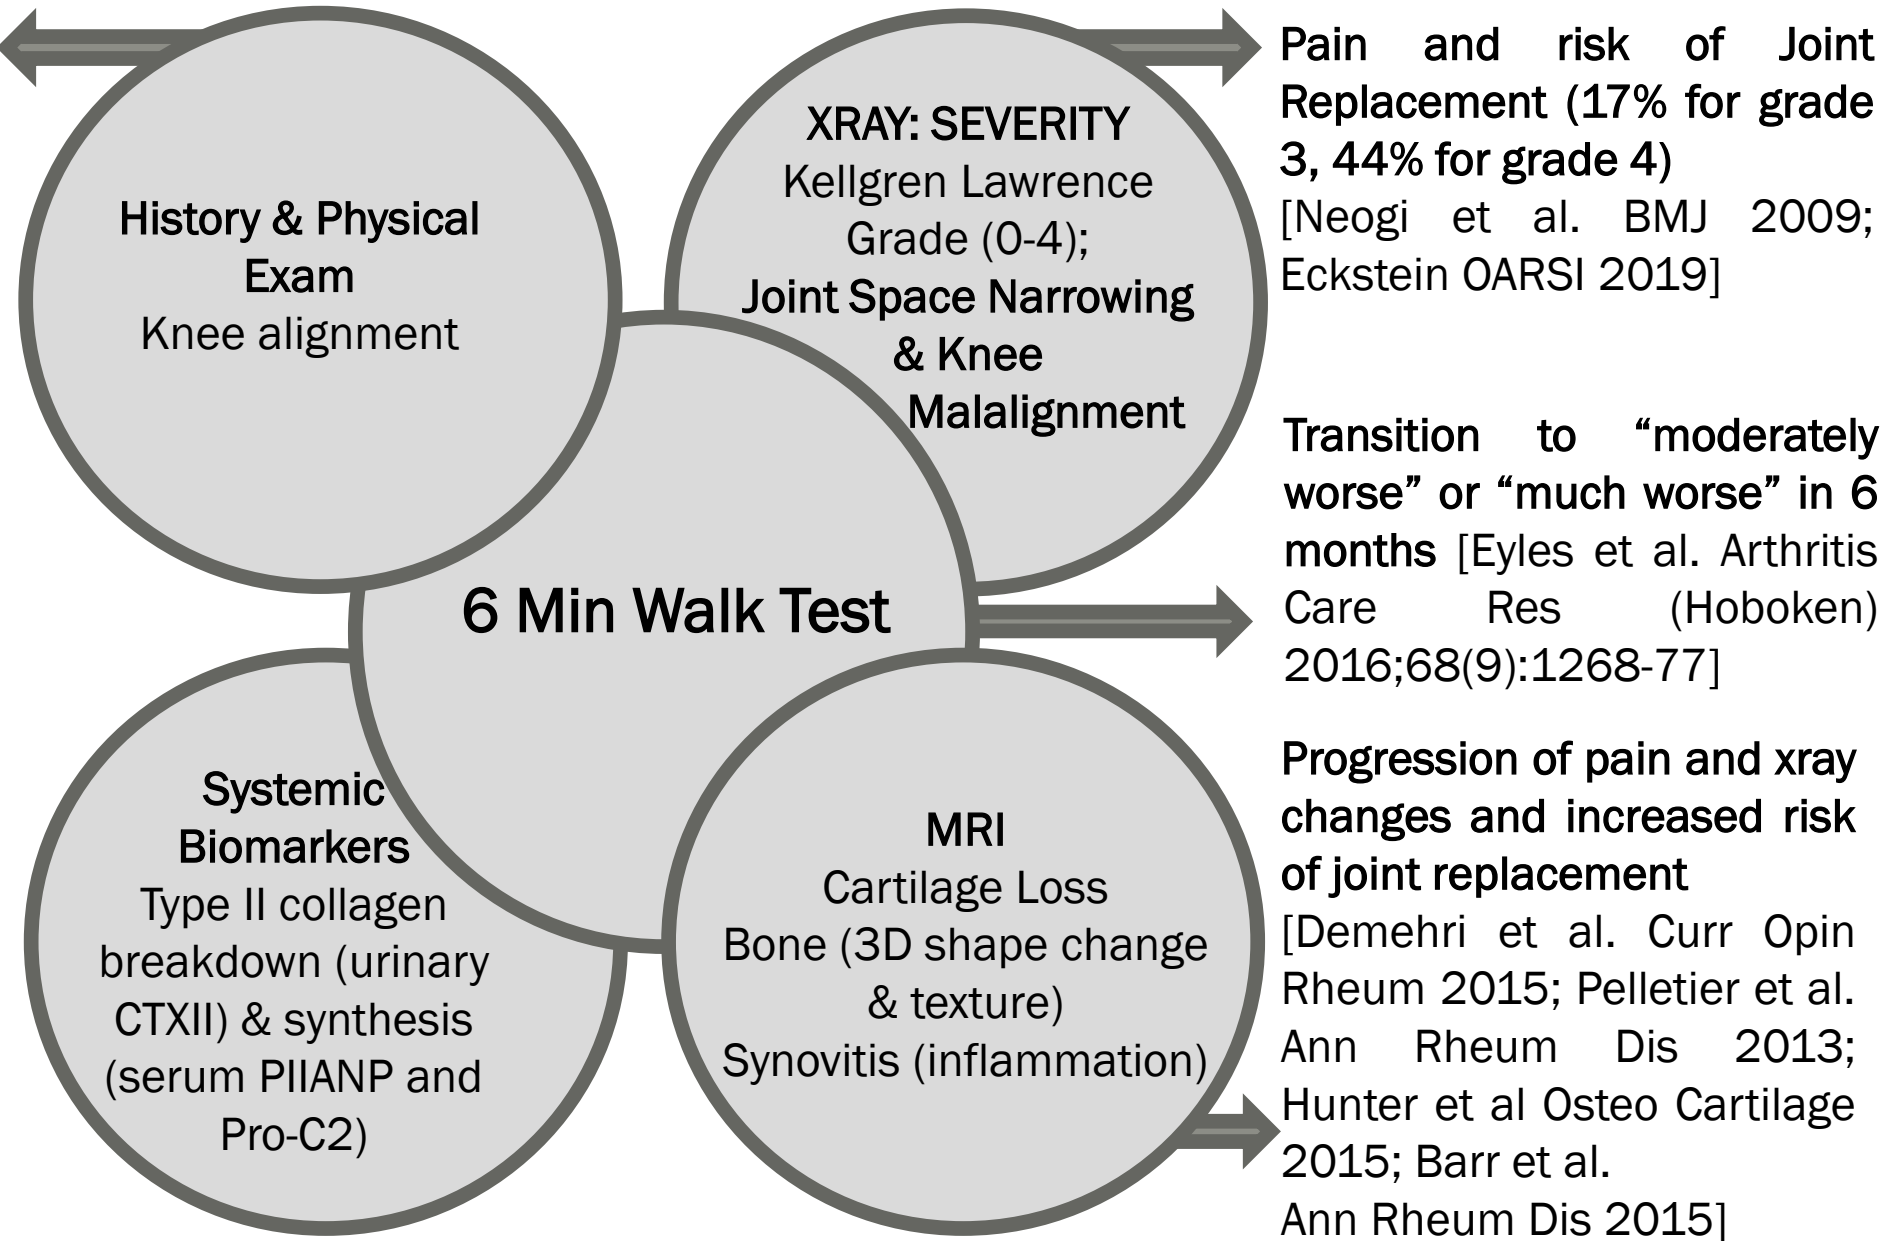 History & Physical
Exam
Knee alignment
XRAY: SEVERITY
Kellgren Lawrence
Grade (0-4);
Joint Space Narrowing
& Knee
Malalignment
Pain and risk of Joint
Replacement (17% for grade
3, 44% for grade 4)
[Neogi et al. BMJ 2009;
Eckstein OARSI 2019]
6 Min Walk Test
Transition to “moderately
worse” or “much worse” in 6
months [Eyles et al. Arthritis
Care Res (Hoboken)
2016;68(9):1268-77]
Systemic
Biomarkers
Type II collagen
breakdown (urinary
CTXII) & synthesis
(serum PIIANP and
Pro-C2)
MRI
Cartilage Loss
Bone (3D shape change
& texture)
Synovitis (inflammation)
Progression of pain and xray
changes and increased risk
of joint replacement
[Demehri et al. Curr Opin
Rheum 2015; Pelletier et al.
Ann Rheum Dis 2013;
Hunter et al Osteo Cartilage
2015; Barr et al.
Ann Rheum Dis 2015]